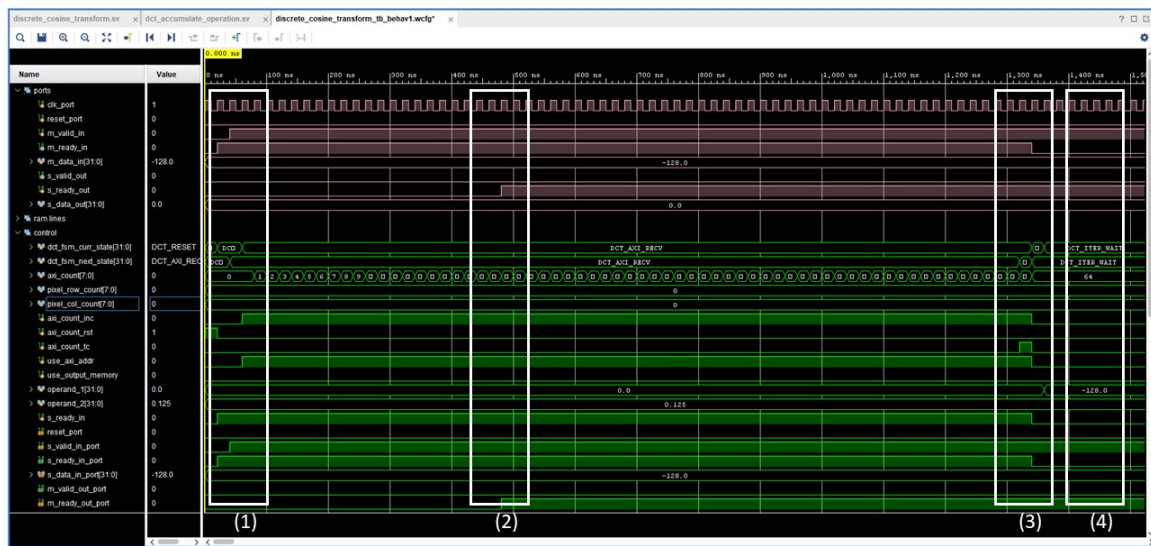 discrete_cosine_transform.sv × dct_accumulate_operation.sv × discrete_cosine_transform_tb_behav1.wcfg* ×
0.000 ns
Name Value 0 ns 100 ns 200 ns 300 ns 400 ns 500 ns 600 ns 700 ns 800 ns 900 ns 1,000 ns 1,100 ns 1,200 ns 1,300 ns 1,400 ns
ports
clk_port 1
reset_port 0
m_valid_in 0
m_ready_in 0
m_data_in[31:0] -128.0 -128.0
s_valid_out 0
s_ready_out 0
s_data_out[31:0] 0.0 0.0
ram lines
control
dct_fsm_curr_state[31:0] DCT_RESET DCT_AXI_RECV DCT_ITER_WAIT
dct_fsm_next_state[31:0] DCT_AXI_REC DCT_AXI_RECV DCT_ITER_WAIT
axi_count[7:0] 0 0 1 2 3 4 5 6 7 8 9 64
pixel_row_count[7:0] 0 0
pixel_col_count[7:0] 0 0
axi_count_inc 0
axi_count_rst 1
axi_count_tc 0
use_axi_addr 0
use_output_memory 0
operand_1[31:0] 0.0 0.0 -128.0
operand_2[31:0] 0.125 0.125
s_ready_in 0
reset_port 0
s_valid_in_port 0
s_ready_in_port 0
s_data_in_port[31:0] -128.0 -128.0
m_valid_out_port 0
m_ready_out_port 0
(1) (2) (3) (4)